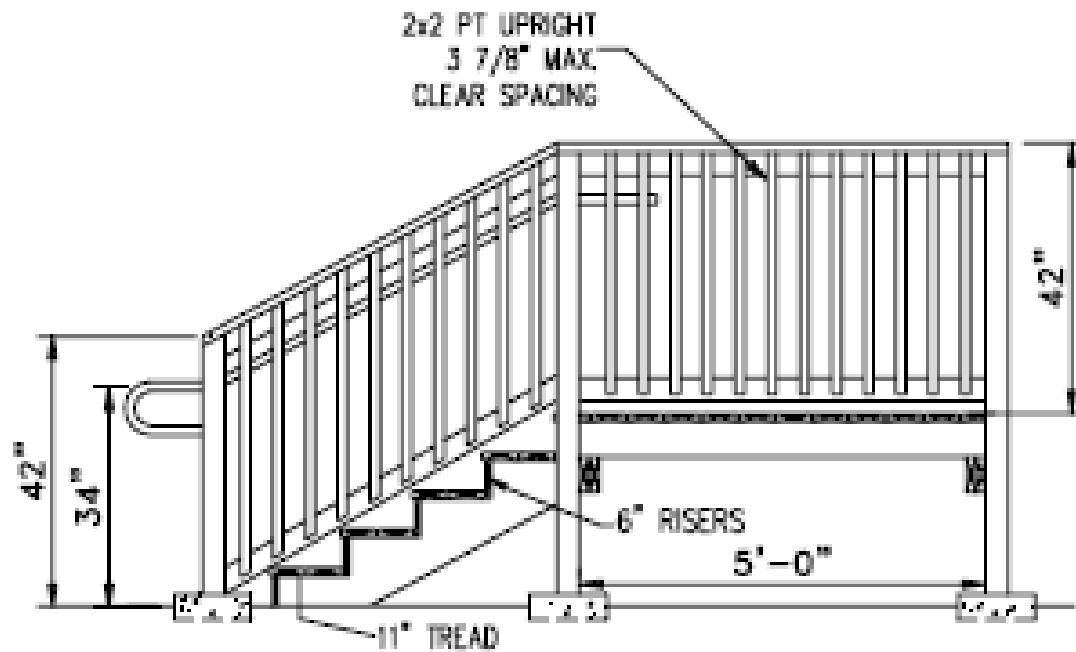 2x2 PT UPRIGHT
3 7/8" MAX.
CLEAR SPACING
42"
42"
34"
6" RISERS
5'-0"
11" TREAD